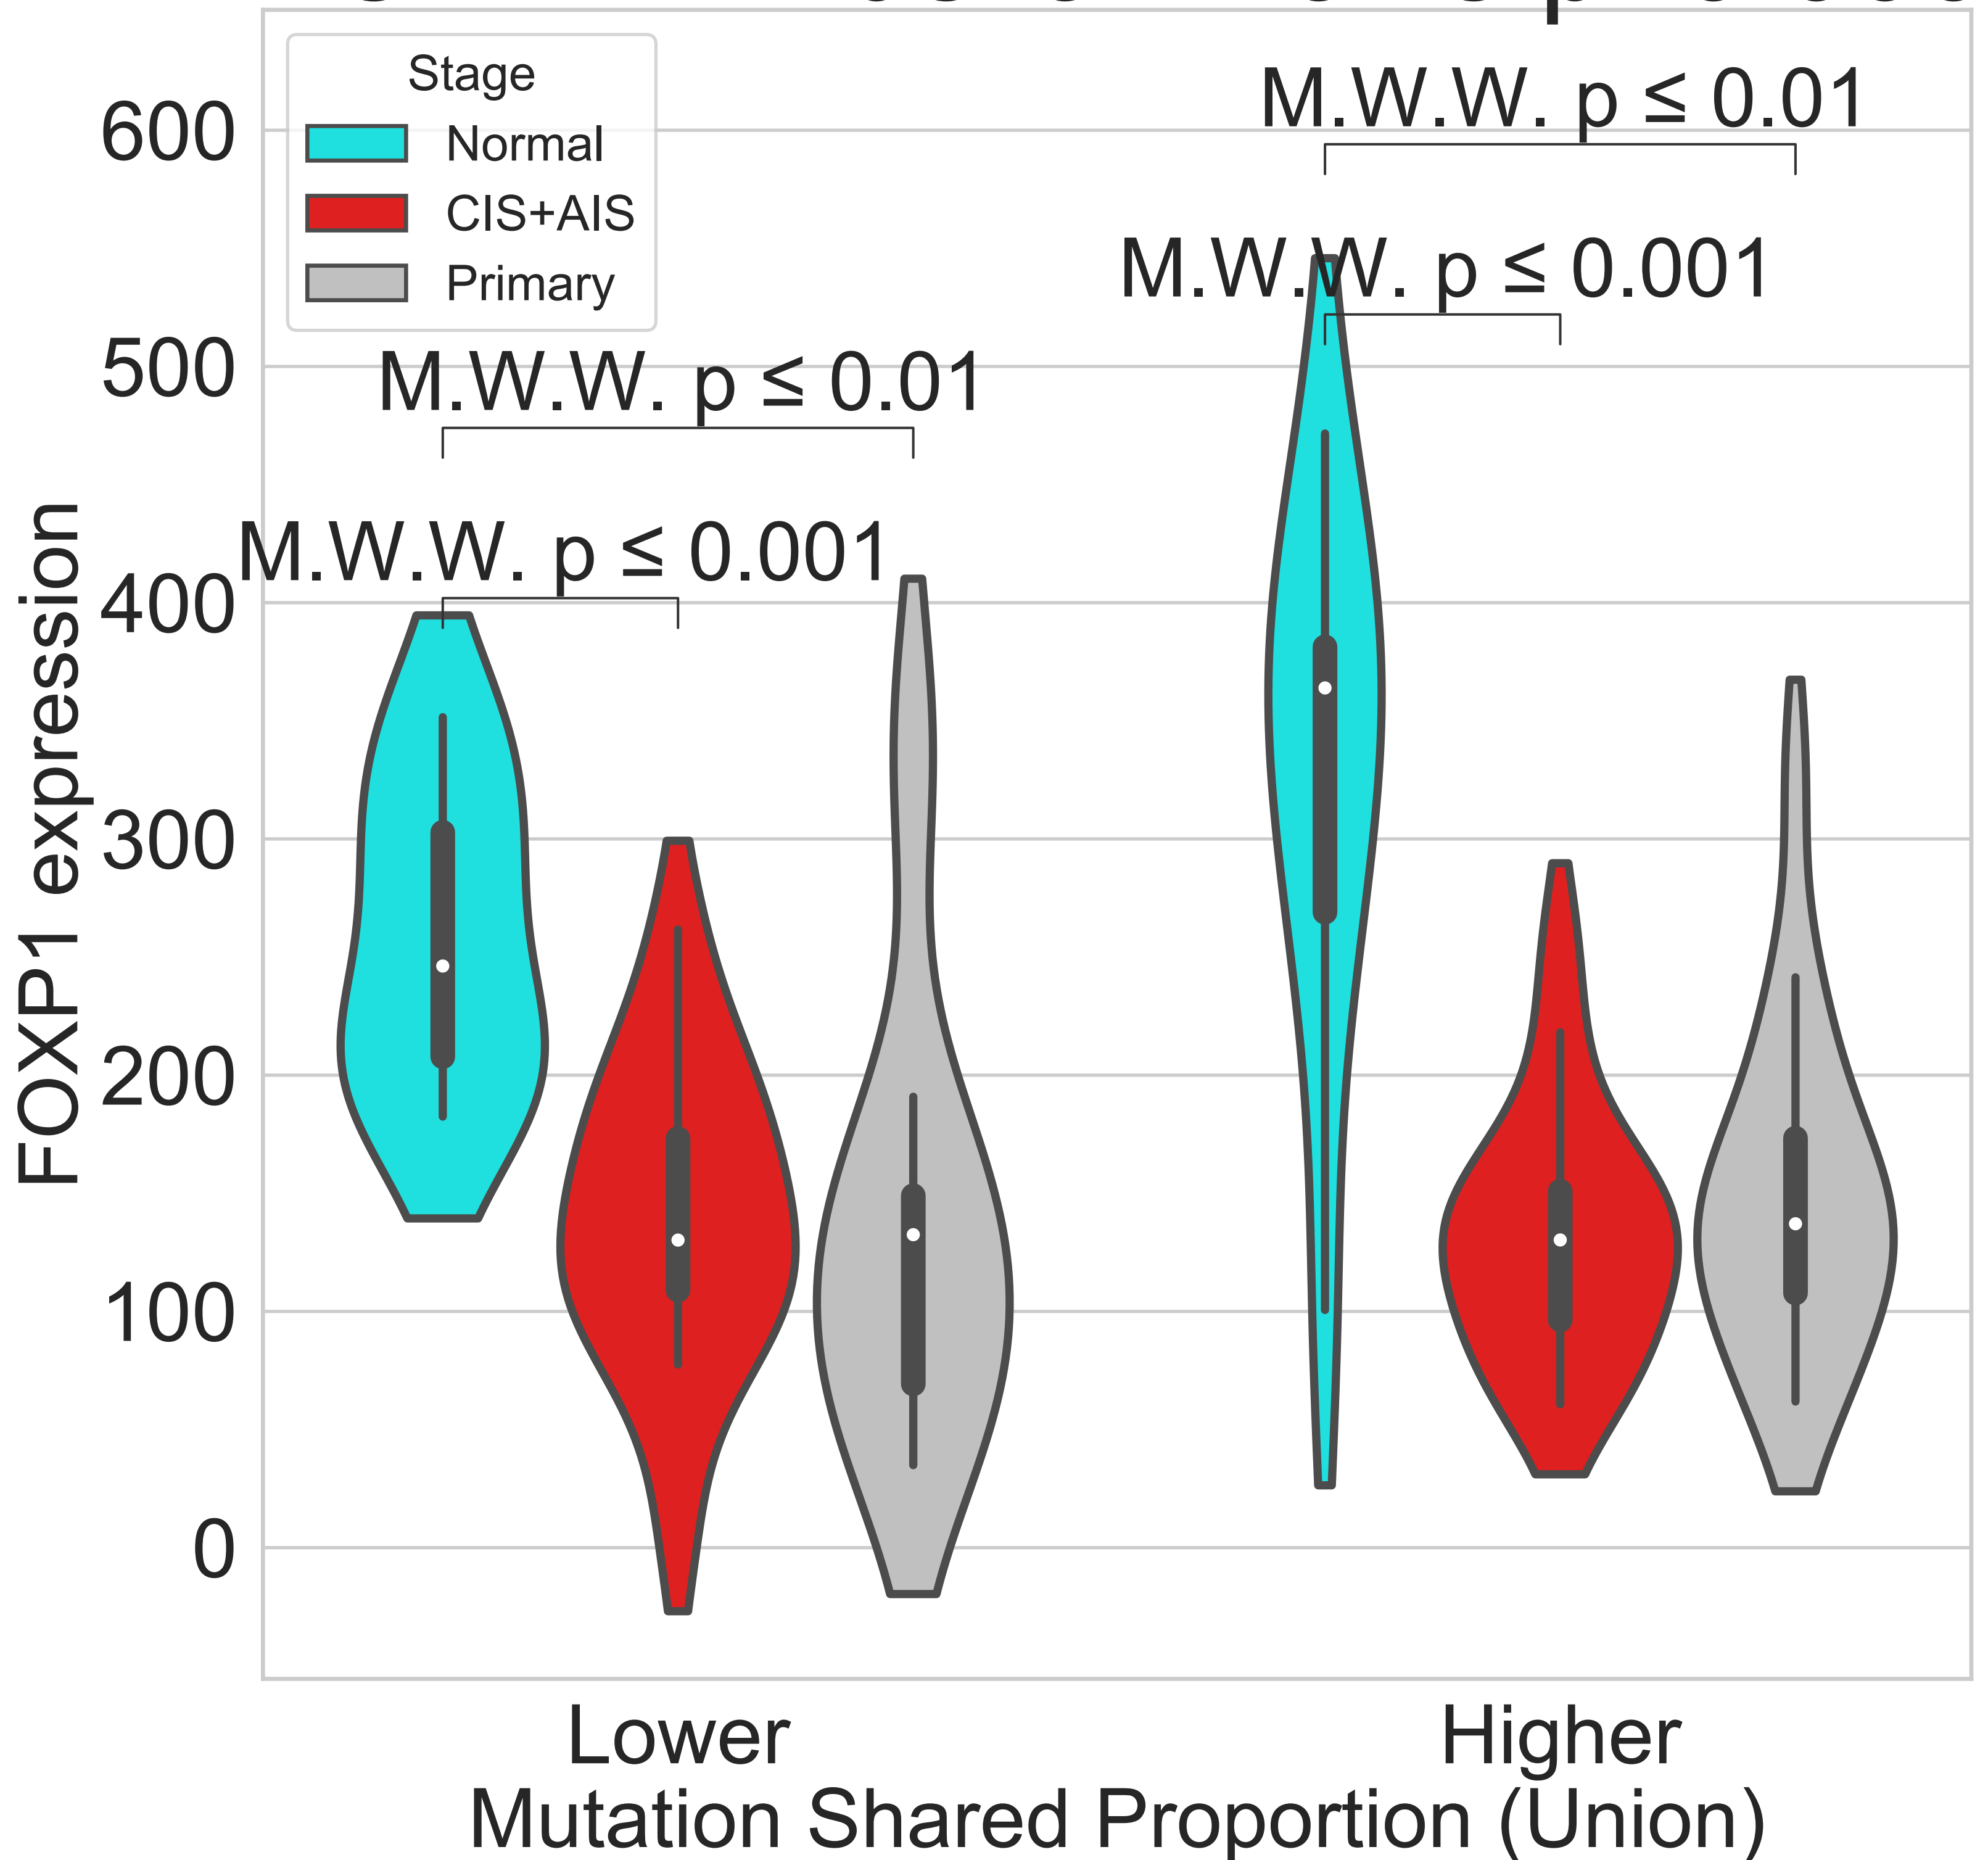 Stage
Normal
CIS+AIS
Primary
M.W.W. p ≤ 0.01
M.W.W. p ≤ 0.001
M.W.W. p ≤ 0.01
M.W.W. p ≤ 0.001
600
500
400
300
200
100
0
FOXP1 expression
Lower
Higher
Mutation Shared Proportion (Union)